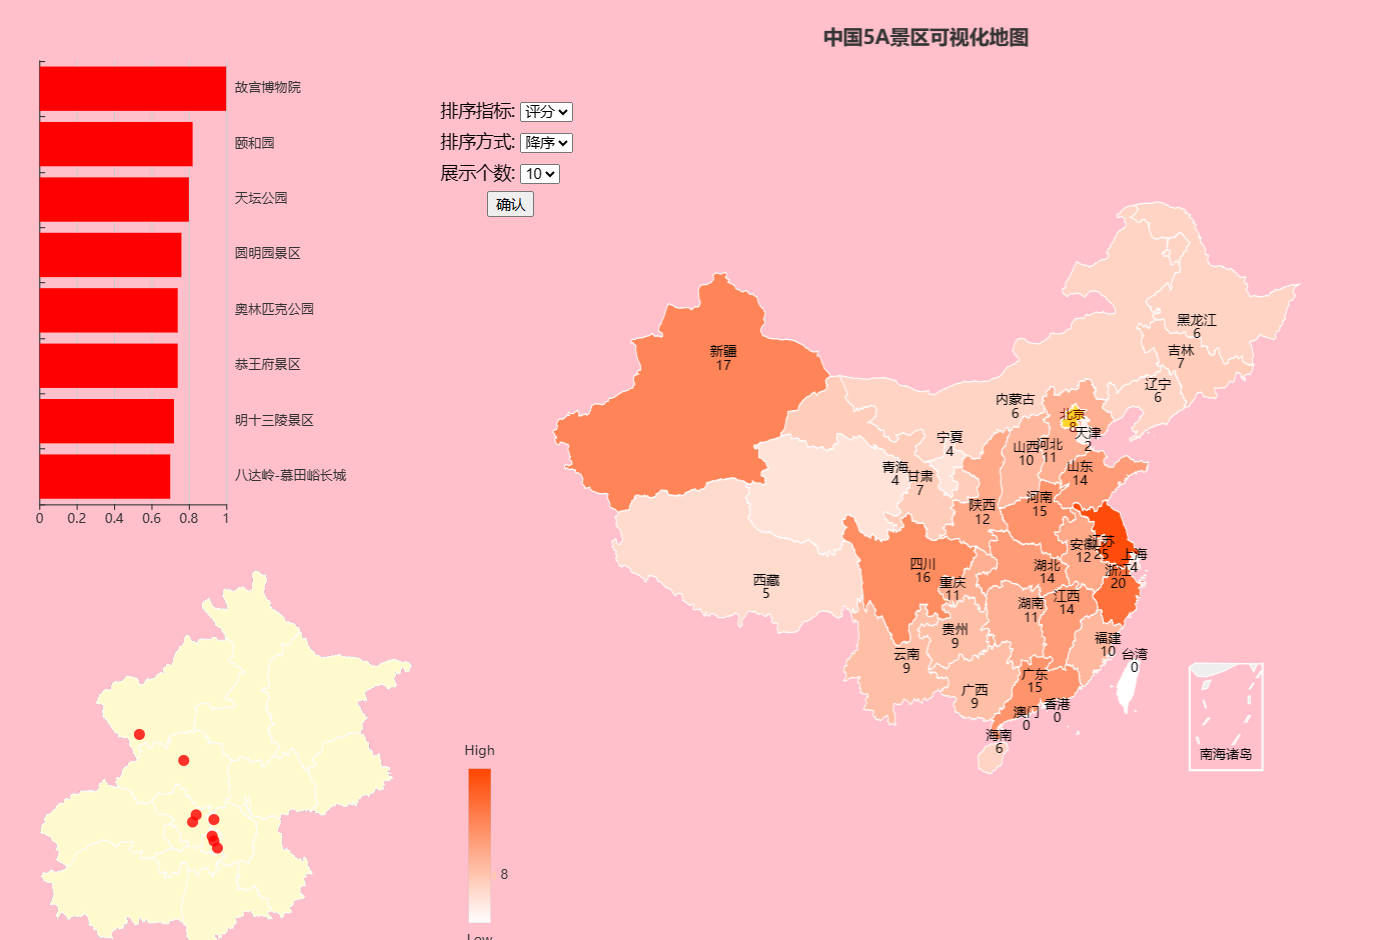 中国5A景区可视化地图
故宫博物院
颐和园
天坛公园
圆明园景区
奥林匹克公园
恭王府景区
明十三陵景区
八达岭-慕田峪长城
0 0.2 0.4 0.6 0.8 1
排序指标: 评分
排序方式: 降序
展示个数: 10
确认
黑龙江
6
吉林
7
辽宁
6
新疆
17
内蒙古
6
北京
8
天津
2
宁夏
4
山西
10
河北
11
青海
4
甘肃
7
山东
14
陕西
12
河南
15
安徽
12
江苏
25
上海
4
四川
16
湖北
14
浙江
20
西藏
5
重庆
11
湖南
11
江西
14
贵州
9
福建
10
云南
9
台湾
0
广东
15
广西
9
澳门
0
香港
0
海南
6
南海诸岛
High
8
Low